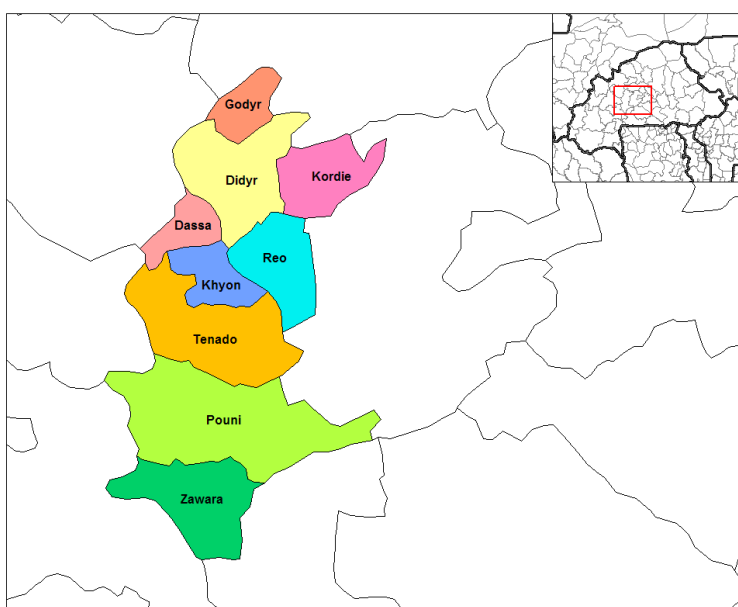 Godyr
Didyr
Kordie
Dassa
Reo
Khyon
Tenado
Pouni
Zawara